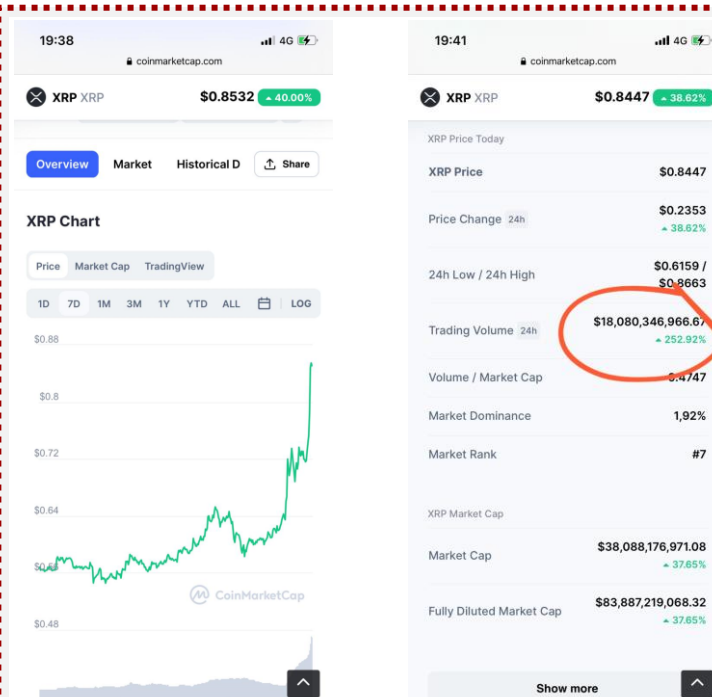 19:38
4G
coinmarketcap.com
XRP XRP
$0.8532
40.00%
Overview
Market
Historical D
Share
XRP Chart
Price
Market Cap
TradingView
1D
7D
1M
3M
1Y
YTD
ALL
LOG
$0.88
$0.8
$0.72
$0.64
$0.48
CoinMarketCap
19:41
4G
coinmarketcap.com
XRP XRP
$0.8447
38.62%
XRP Price Today
XRP Price
$0.8447
Price Change 24h
$0.2353
38.62%
24h Low / 24h High
$0.6159 /
$0.8663
Trading Volume 24h
$18,080,346,966.67
252.92%
Volume / Market Cap
0.4747
Market Dominance
1,92%
Market Rank
#7
XRP Market Cap
Market Cap
$38,088,176,971.08
37.65%
Fully Diluted Market Cap
$83,887,219,068.32
37.65%
Show more